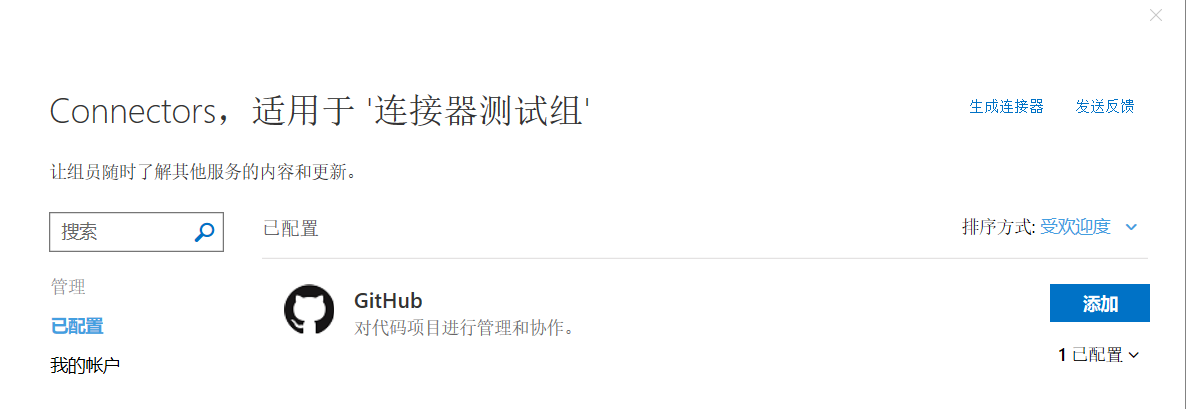 Connectors，适用于 '连接器测试组'
生成连接器
发送反馈
让组员随时了解其他服务的内容和更新。
搜索
已配置
排序方式: 受欢迎度
管理
已配置
我的帐户
GitHub
对代码项目进行管理和协作。
添加
1 已配置